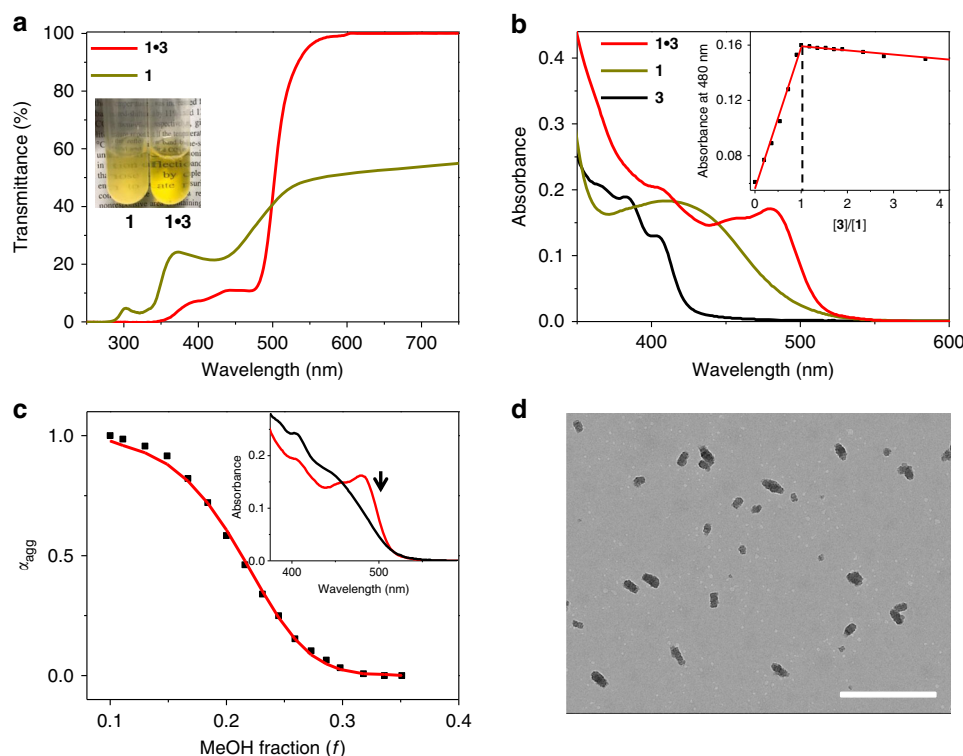 a
100
80
60
40
20
0
Transmittance (%)
1•3
1
1 1•3
300 400 500 600 700
Wavelength (nm)
b
0.4
0.3
0.2
0.1
0.0
Absorbance
1•3
1
3
0.16
0.12
0.08
Absorbance at 480 nm
0 1 2 3 4
[3]/[1]
400 450 500 550 600
Wavelength (nm)
c
1.0
0.5
0.0
αagg
0.2
0.1
0.0
Absorbance
400 500
Wavelength (nm)
0.1 0.2 0.3 0.4
MeOH fraction (f)
d